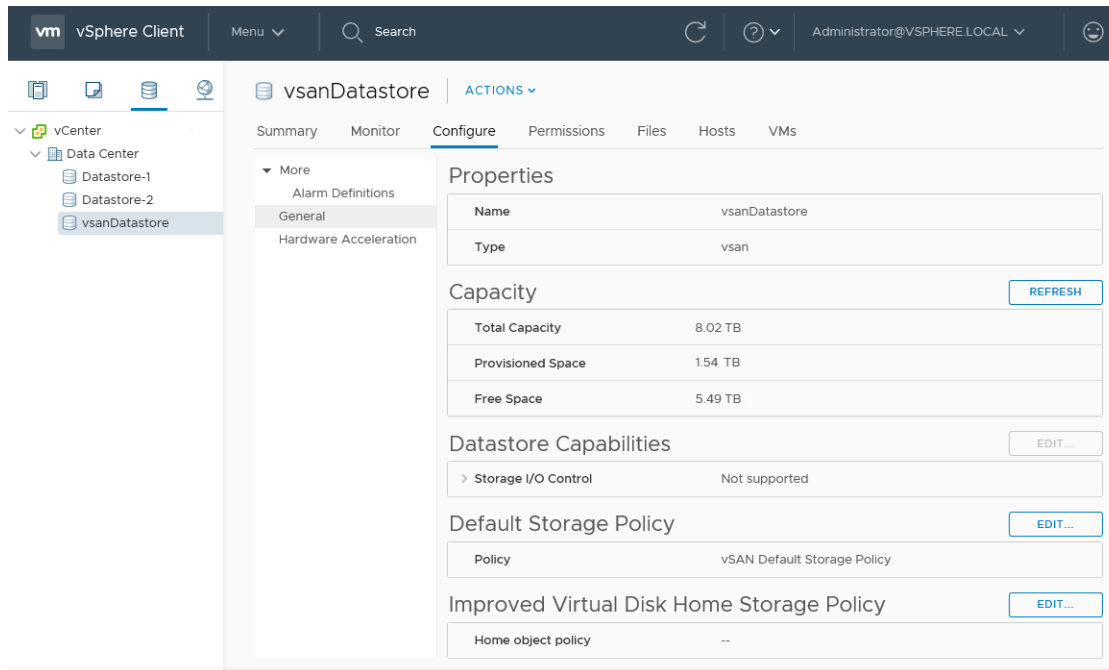 vm vSphere Client Menu Search Administrator@VSPHERE.LOCAL
vCenter
Data Center
Datastore-1
Datastore-2
vsanDatastore
vsanDatastore ACTIONS
Summary Monitor Configure Permissions Files Hosts VMs
More
Alarm Definitions
General
Hardware Acceleration
Properties
Name vsanDatastore
Type vsan
Capacity REFRESH
Total Capacity 8.02 TB
Provisioned Space 1.54 TB
Free Space 5.49 TB
Datastore Capabilities EDIT...
Storage I/O Control Not supported
Default Storage Policy EDIT...
Policy vSAN Default Storage Policy
Improved Virtual Disk Home Storage Policy EDIT...
Home object policy --